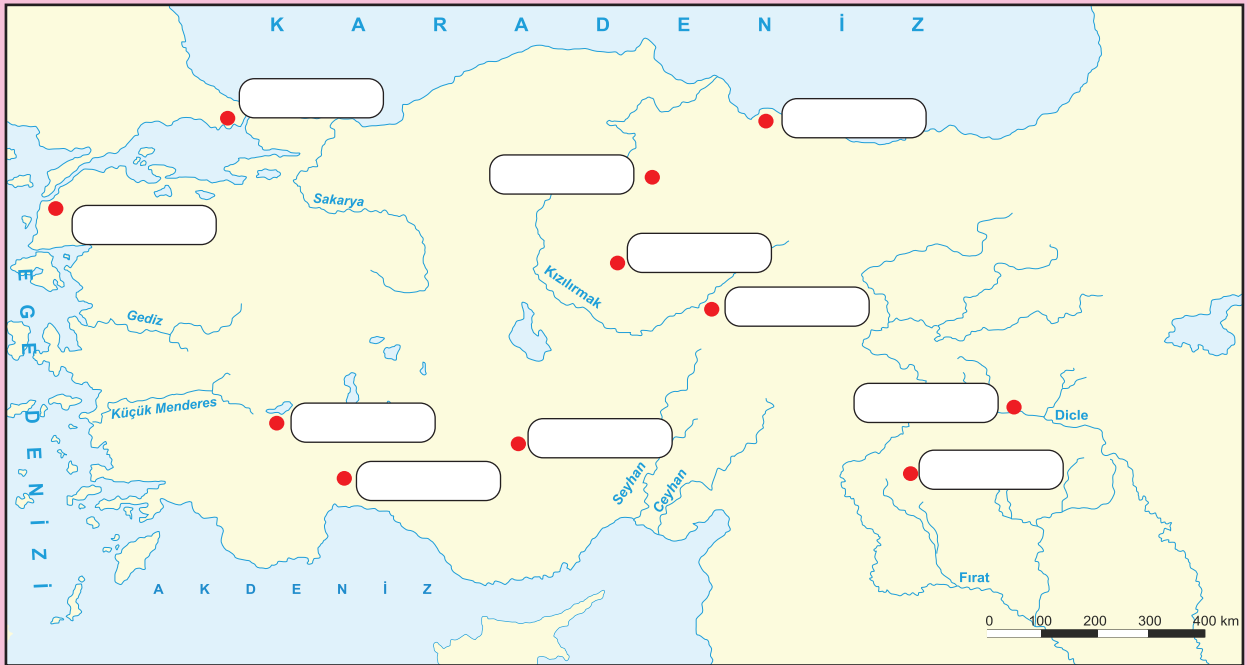 K A R A D E N İ Z
Sakarya
Kızılırmak
E G E D E N İ Z İ
Gediz
Küçük Menderes
Dicle
Seyhan
Ceyhan
Fırat
A K D E N İ Z
0 100 200 300 400 km